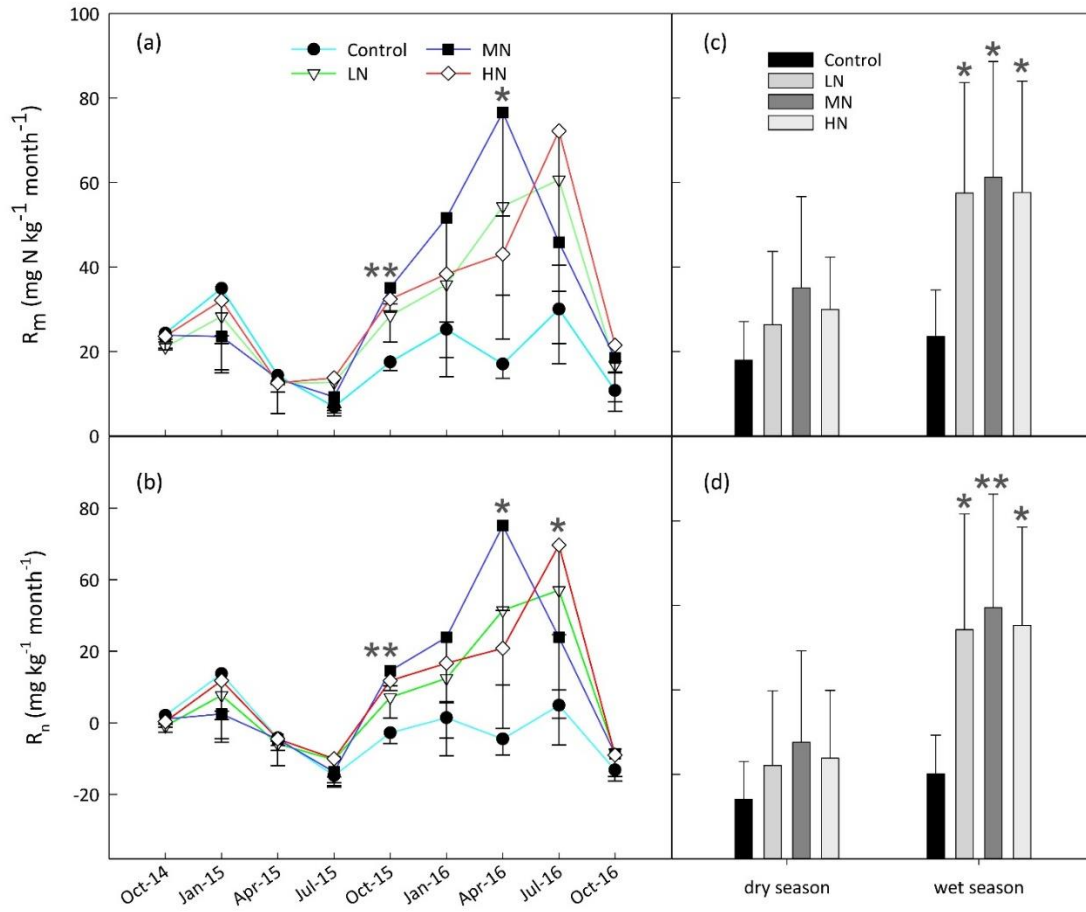 100
80
60
40
20
0
R_m (mg N kg⁻¹ month⁻¹)
(a)
Control
MN
LN
HN
*
**
(c)
Control
LN
MN
HN
* * *
80
60
20
0
-20
R_n (mg kg⁻¹ month⁻¹)
(b)
* *
**
(d)
* ** *
Oct-14 Jan-15 Apr-15 Jul-15 Oct-15 Jan-16 Apr-16 Jul-16 Oct-16
dry season wet season